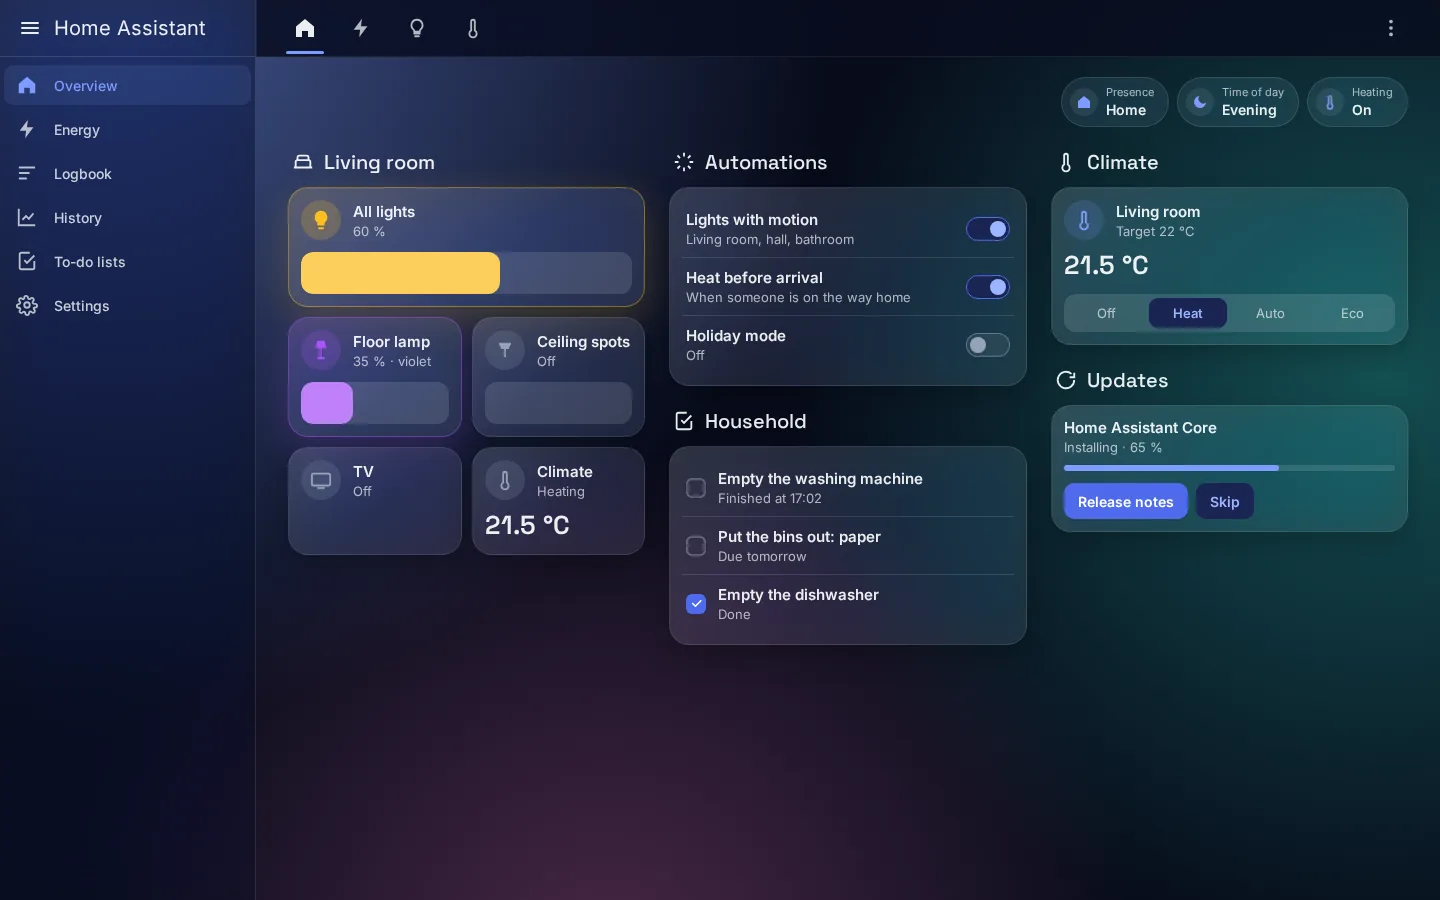 Home Assistant
Overview
Energy
Logbook
History
To-do lists
Settings
Presence
Home
Time of day
Evening
Heating
On
Living room
All lights
60 %
Floor lamp
35 % · violet
Ceiling spots
Off
TV
Off
Climate
Heating
21.5 °C
Automations
Lights with motion
Living room, hall, bathroom
Heat before arrival
When someone is on the way home
Holiday mode
Off
Household
Empty the washing machine
Finished at 17:02
Put the bins out: paper
Due tomorrow
Empty the dishwasher
Done
Climate
Living room
Target 22 °C
21.5 °C
Off Heat Auto Eco
Updates
Home Assistant Core
Installing · 65 %
Release notes Skip